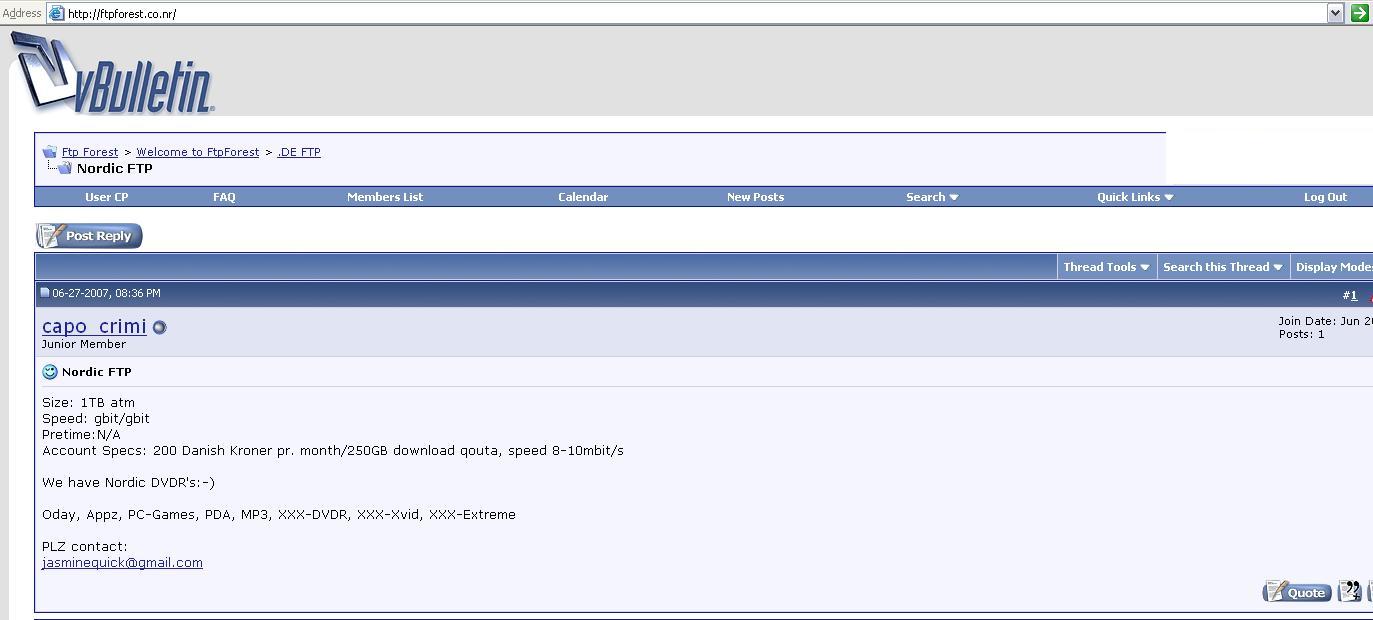 Address http://ftpforest.co.nr/
vBulletin
Ftp Forest > Welcome to FtpForest > .DE FTP
Nordic FTP
User CP FAQ Members List Calendar New Posts Search Quick Links Log Out
Post Reply
Thread Tools Search this Thread Display Modes
06-27-2007, 08:36 PM #1
capo_crimi
Junior Member
Join Date: Jun 2
Posts: 1
Nordic FTP
Size: 1TB atm
Speed: gbit/gbit
Pretime:N/A
Account Specs: 200 Danish Kroner pr. month/250GB download qouta, speed 8-10mbit/s
We have Nordic DVDR's:-)
Oday, Appz, PC-Games, PDA, MP3, XXX-DVDR, XXX-Xvid, XXX-Extreme
PLZ contact:
jasminequick@gmail.com
Quote